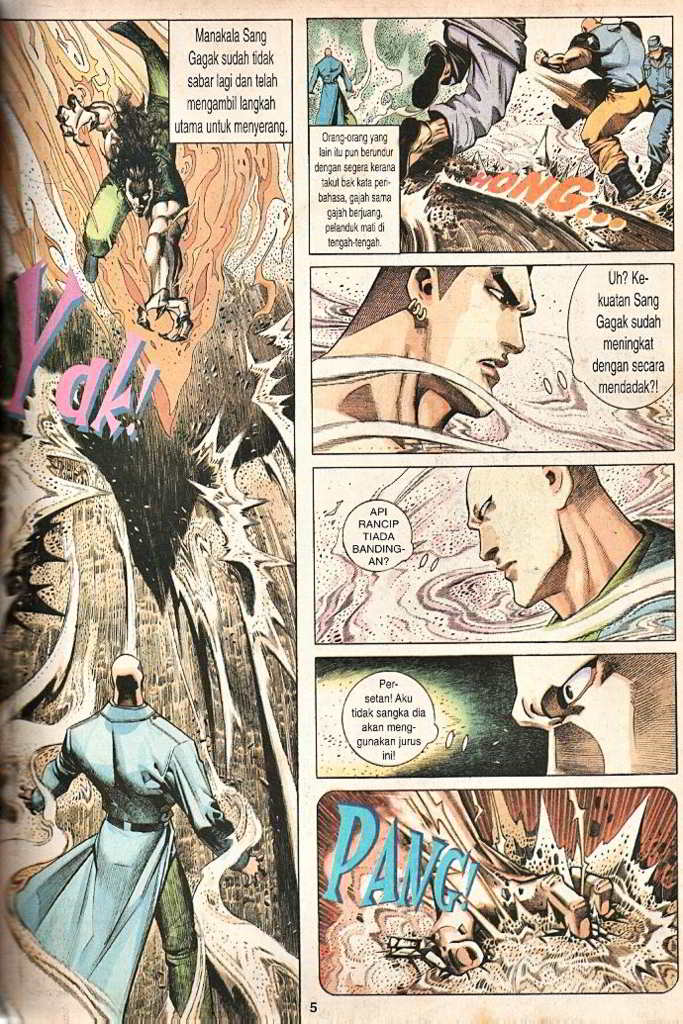 Manakala Sang
Gagak sudah tidak
sabar lagi dan telah
mengambil langkah
utama untuk menyerang.
Yak!
Orang-orang yang
lain itu pun berundur
dengan segera kerana
takut bak kata peri-
bahasa, gajah sama
gajah berjuang,
pelanduk mati di
tengah-tengah.
HONG...
Uh? Ke-
kuatan Sang
Gagak sudah
meningkat
dengan secara
mendadak?!
API
RANCIP
TIADA
BANDING-
AN?
Per-
setan! Aku
tidak sangka dia
akan meng-
gunakan jurus
ini!
PANG!
5